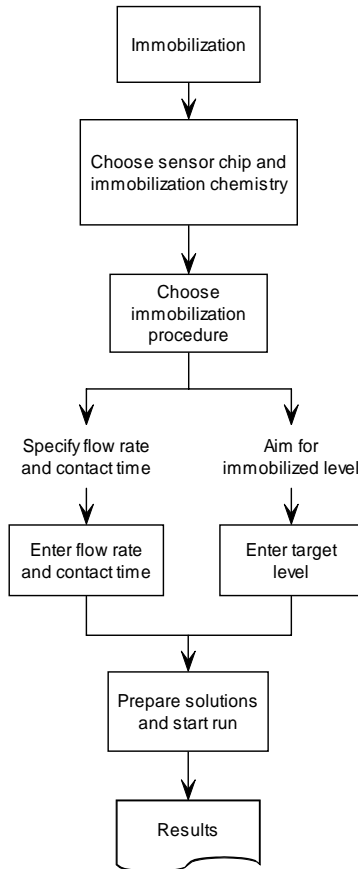 Immobilization
Choose sensor chip and
immobilization chemistry
Choose
immobilization
procedure
Specify flow rate
and contact time
Aim for
immobilized level
Enter flow rate
and contact time
Enter target
level
Prepare solutions
and start run
Results